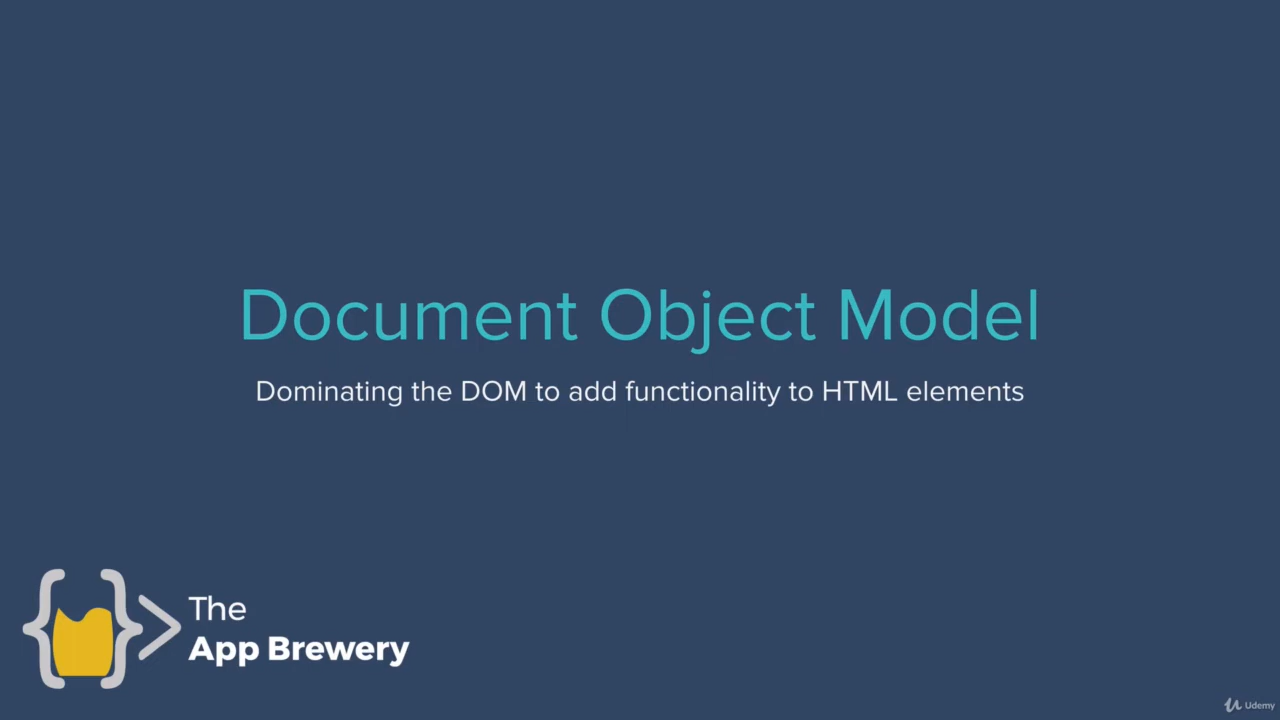 Document Object Model
Dominating the DOM to add functionality to HTML elements
The
App Brewery
Udemy